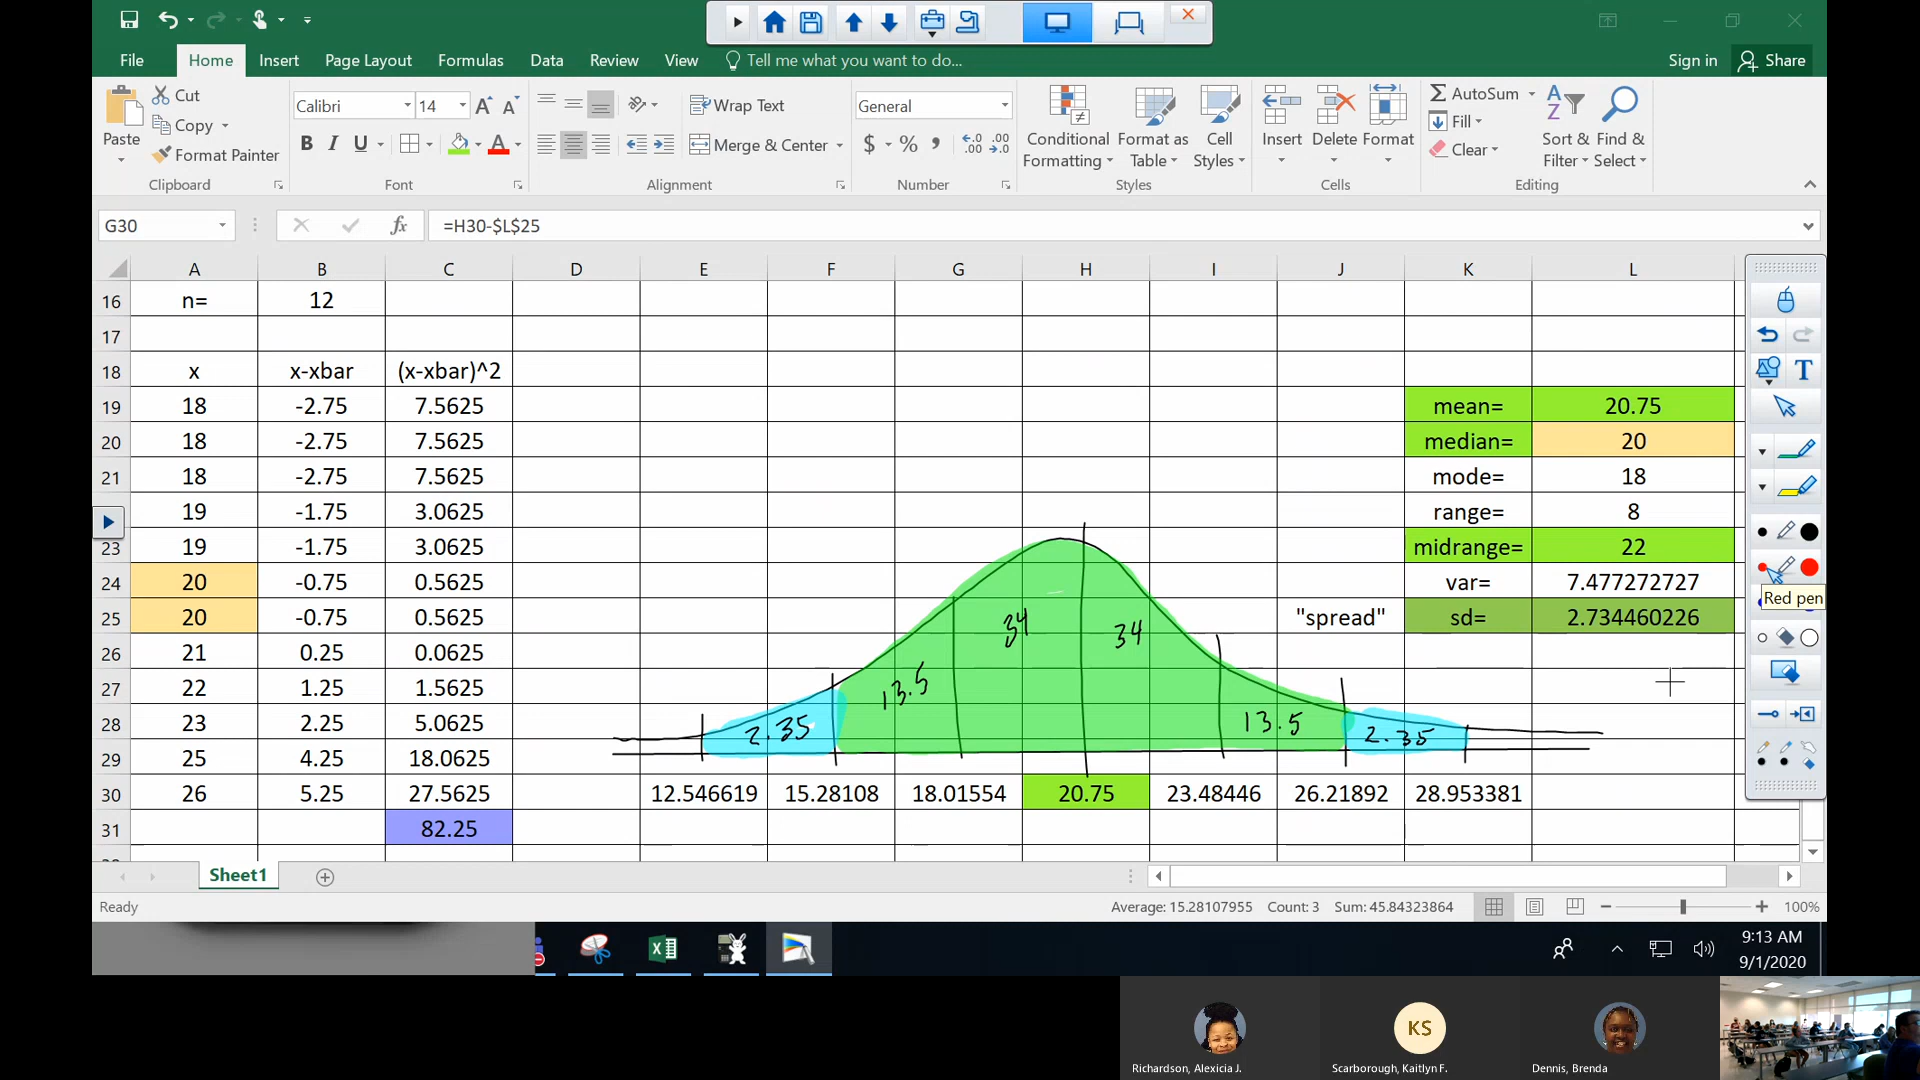 File Home Insert Page Layout Formulas Data Review View Tell me what you want to do... Sign in Share
Cut
Copy
Format Painter
Paste
Clipboard
Calibri 14
B I U
Font
Wrap Text
Merge & Center
Alignment
General
$ % , .0 .00 .00 .0
Number
Conditional Formatting
Format as Table
Cell Styles
Styles
Insert Delete Format
Cells
AutoSum
Fill
Clear
Sort & Filter
Find & Select
Editing
G30 fx =H30-$L$25
A B C D E F G H I J K L
16 n= 12
17
18 x x-xbar (x-xbar)^2
19 18 -2.75 7.5625 mean= 20.75
20 18 -2.75 7.5625 median= 20
21 18 -2.75 7.5625 mode= 18
19 -1.75 3.0625 range= 8
23 19 -1.75 3.0625 midrange= 22
24 20 -0.75 0.5625 var= 7.477272727
25 20 -0.75 0.5625 "spread" sd= 2.734460226
Red pen
T
34 34
26 21 0.25 0.0625
27 22 1.25 1.5625
13.5
28 23 2.25 5.0625
2.35 13.5 2.35
29 25 4.25 18.0625
30 26 5.25 27.5625 12.546619 15.28108 18.01554 20.75 23.48446 26.21892 28.953381
31 82.25
Sheet1
Ready Average: 15.28107955 Count: 3 Sum: 45.84323864 100%
9:13 AM
9/1/2020
KS
Richardson, Alexicia J. Scarborough, Kaitlyn F. Dennis, Brenda